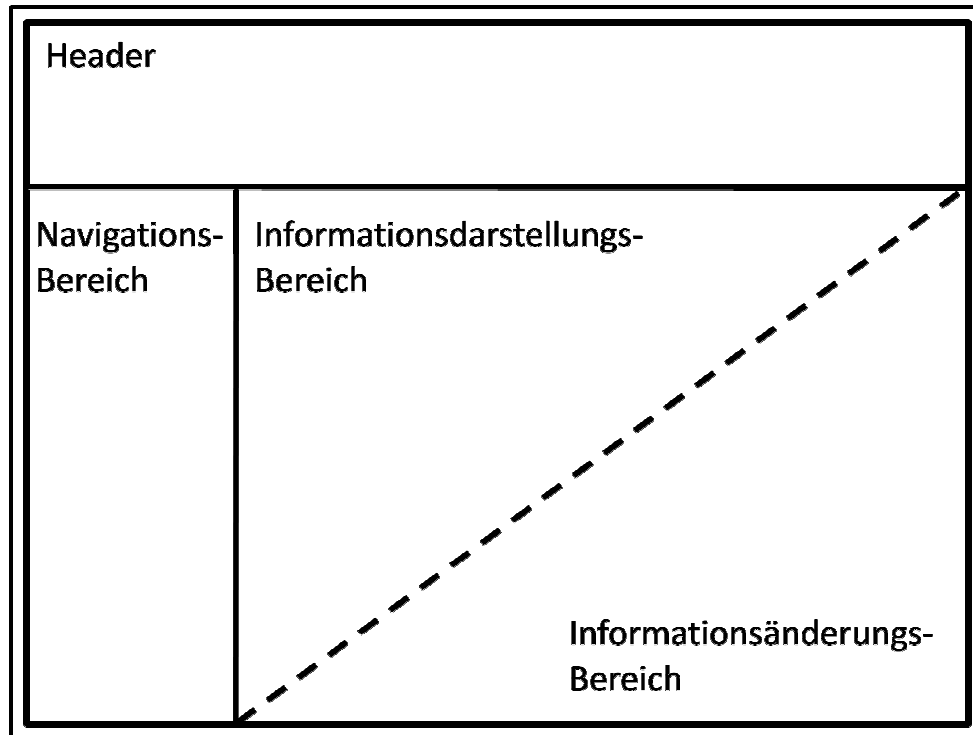 Header
Navigations-
Bereich
Informationsdarstellungs-
Bereich
Informationsänderungs-
Bereich